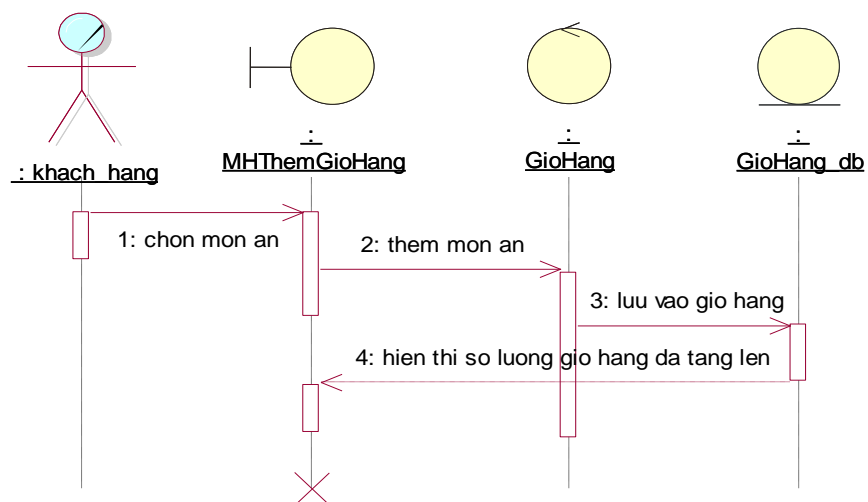 : khach_hang
:
MHThemGioHang
:
GioHang
:
GioHang_db
1: chon mon an
2: them mon an
3: luu vao gio hang
4: hien thi so luong gio hang da tang len